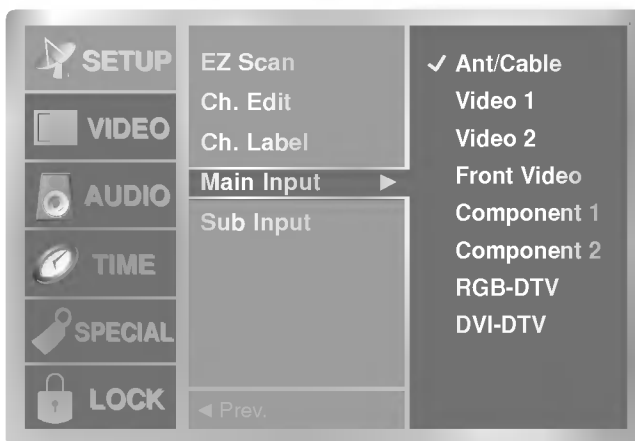 SETUP
VIDEO
AUDIO
TIME
SPECIAL
LOCK
EZ Scan
Ch. Edit
Ch. Label
Main Input ►
Sub Input
◄ Prev.
✓ Ant/Cable
Video 1
Video 2
Front Video
Component 1
Component 2
RGB-DTV
DVI-DTV